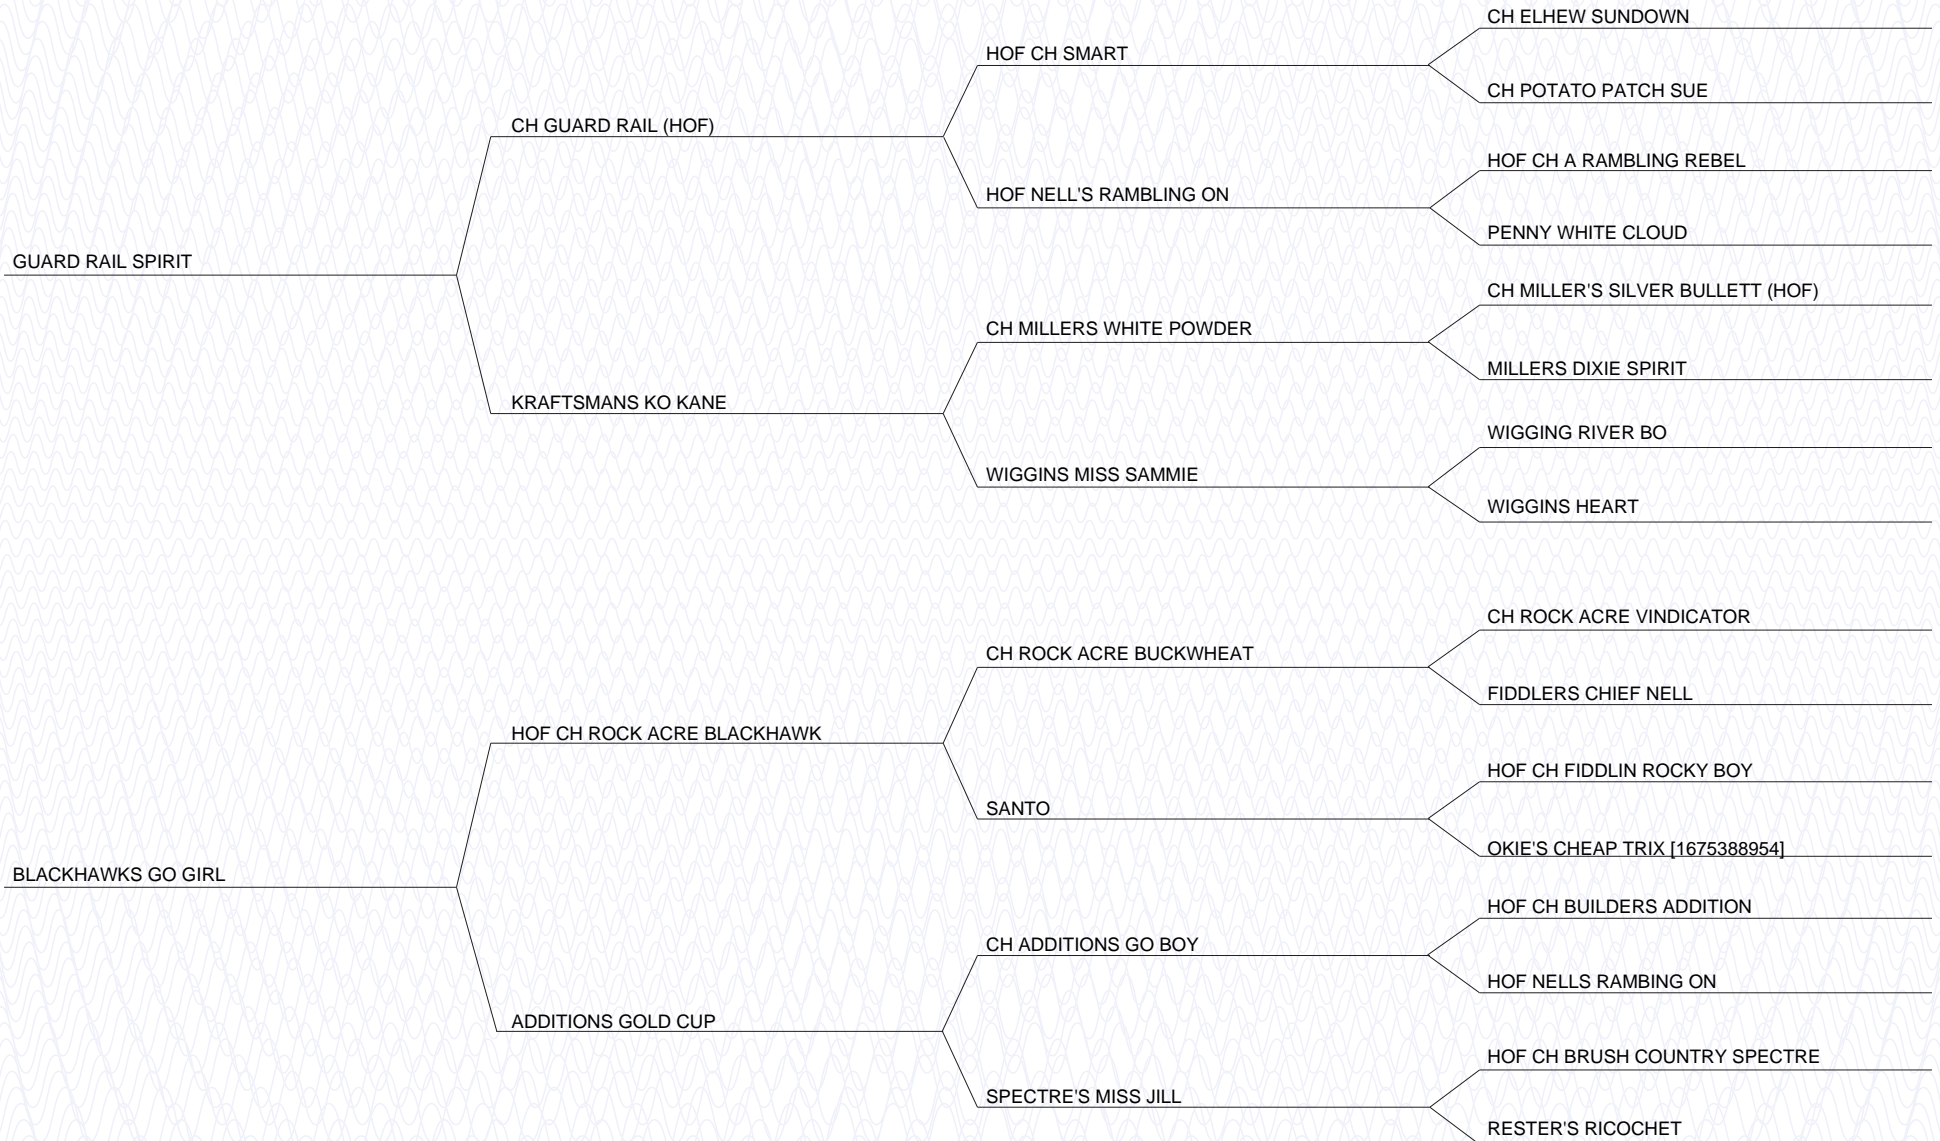 CH ELHEW SUNDOWN
HOF CH SMART
CH POTATO PATCH SUE
CH GUARD RAIL (HOF)
HOF CH A RAMBLING REBEL
HOF NELL'S RAMBLING ON
PENNY WHITE CLOUD
GUARD RAIL SPIRIT
CH MILLER'S SILVER BULLETT (HOF)
CH MILLERS WHITE POWDER
MILLERS DIXIE SPIRIT
KRAFTSMANS KO KANE
WIGGING RIVER BO
WIGGINS MISS SAMMIE
WIGGINS HEART
CH ROCK ACRE VINDICATOR
CH ROCK ACRE BUCKWHEAT
FIDDLERS CHIEF NELL
HOF CH ROCK ACRE BLACKHAWK
HOF CH FIDDLIN ROCKY BOY
SANTO
OKIE'S CHEAP TRIX [1675388954]
BLACKHAWKS GO GIRL
HOF CH BUILDERS ADDITION
CH ADDITIONS GO BOY
HOF NELLS RAMBING ON
ADDITIONS GOLD CUP
HOF CH BRUSH COUNTRY SPECTRE
SPECTRE'S MISS JILL
RESTER'S RICOCHET